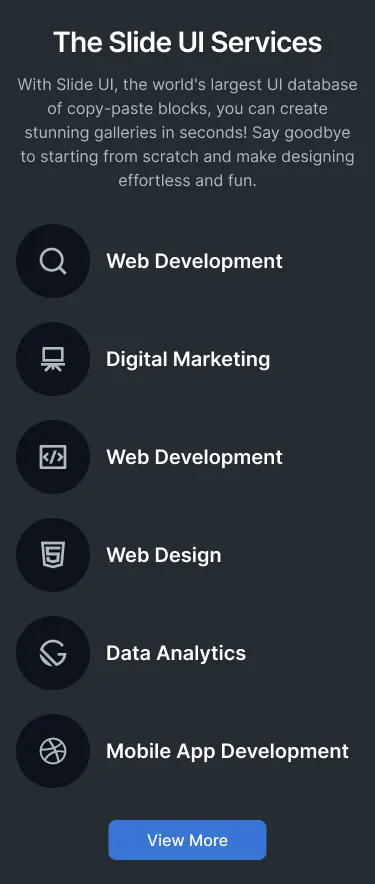 The Slide UI Services
With Slide UI, the world's largest UI database
of copy-paste blocks, you can create
stunning galleries in seconds! Say goodbye
to starting from scratch and make designing
effortless and fun.
Web Development
Digital Marketing
Web Development
Web Design
Data Analytics
Mobile App Development
View More